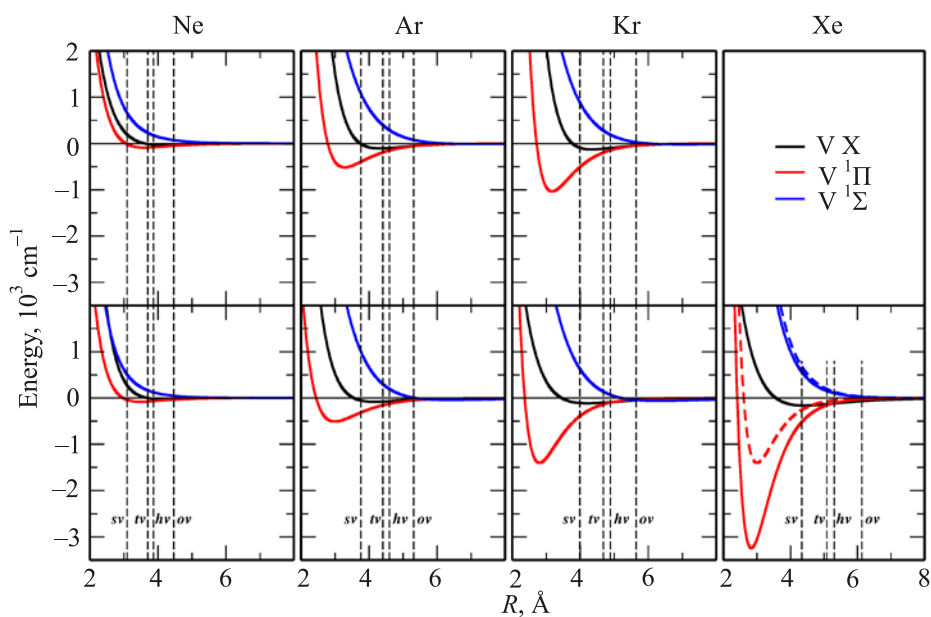 Ne Ar Kr Xe
2
1
0
−1
−2
−3
V X
V ¹Π
V ¹Σ
Energy, 10³ cm⁻¹
1
0
−1
−2
−3
sv tv hv ov sv tv hv ov sv tv hv ov sv tv hv ov
2 4 6 2 4 6 2 4 6 2 4 6 8
R, Å